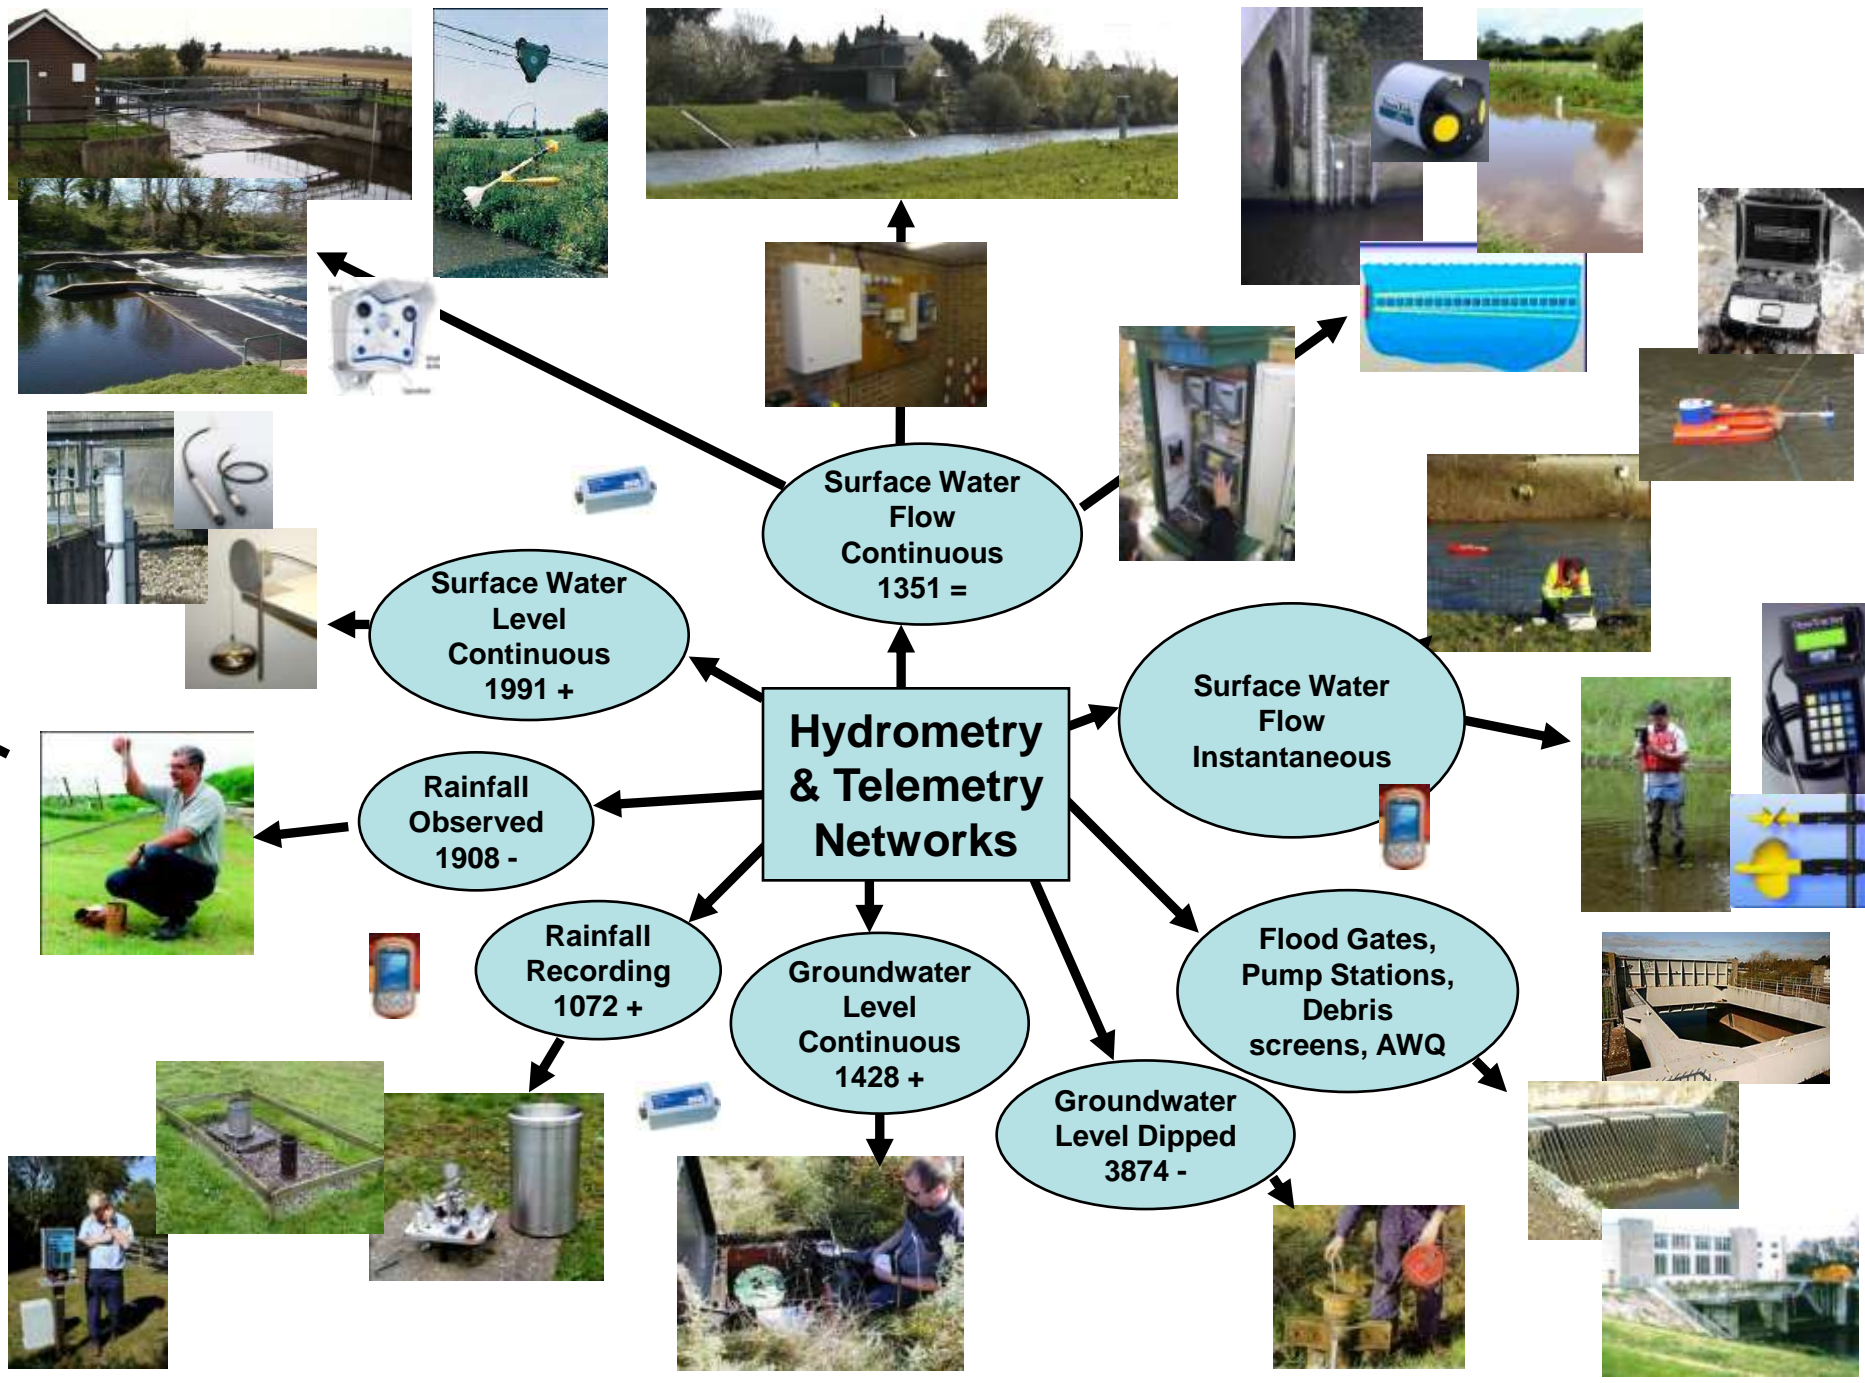 Surface Water
Flow
Continuous
1351 =
Surface Water
Level
Continuous
1991 +
Surface Water
Flow
Instantaneous
Hydrometry
& Telemetry
Networks
Rainfall
Observed
1908 -
Rainfall
Recording
1072 +
Groundwater
Level
Continuous
1428 +
Flood Gates,
Pump Stations,
Debris
screens, AWQ
Groundwater
Level Dipped
3874 -